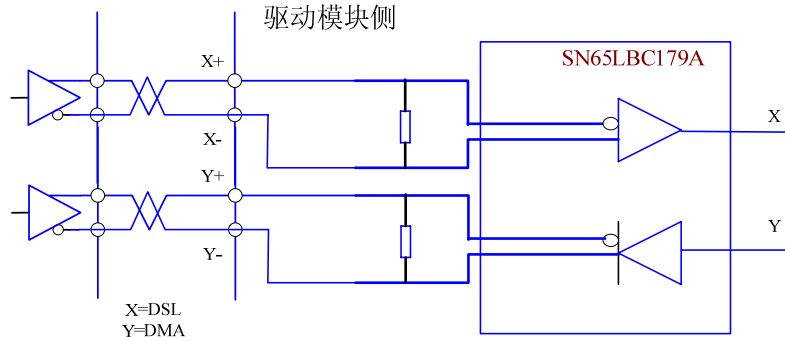 驱动模块侧
SN65LBC179A
X+
X-
X
Y+
Y-
Y
X=DSL
Y=DMA